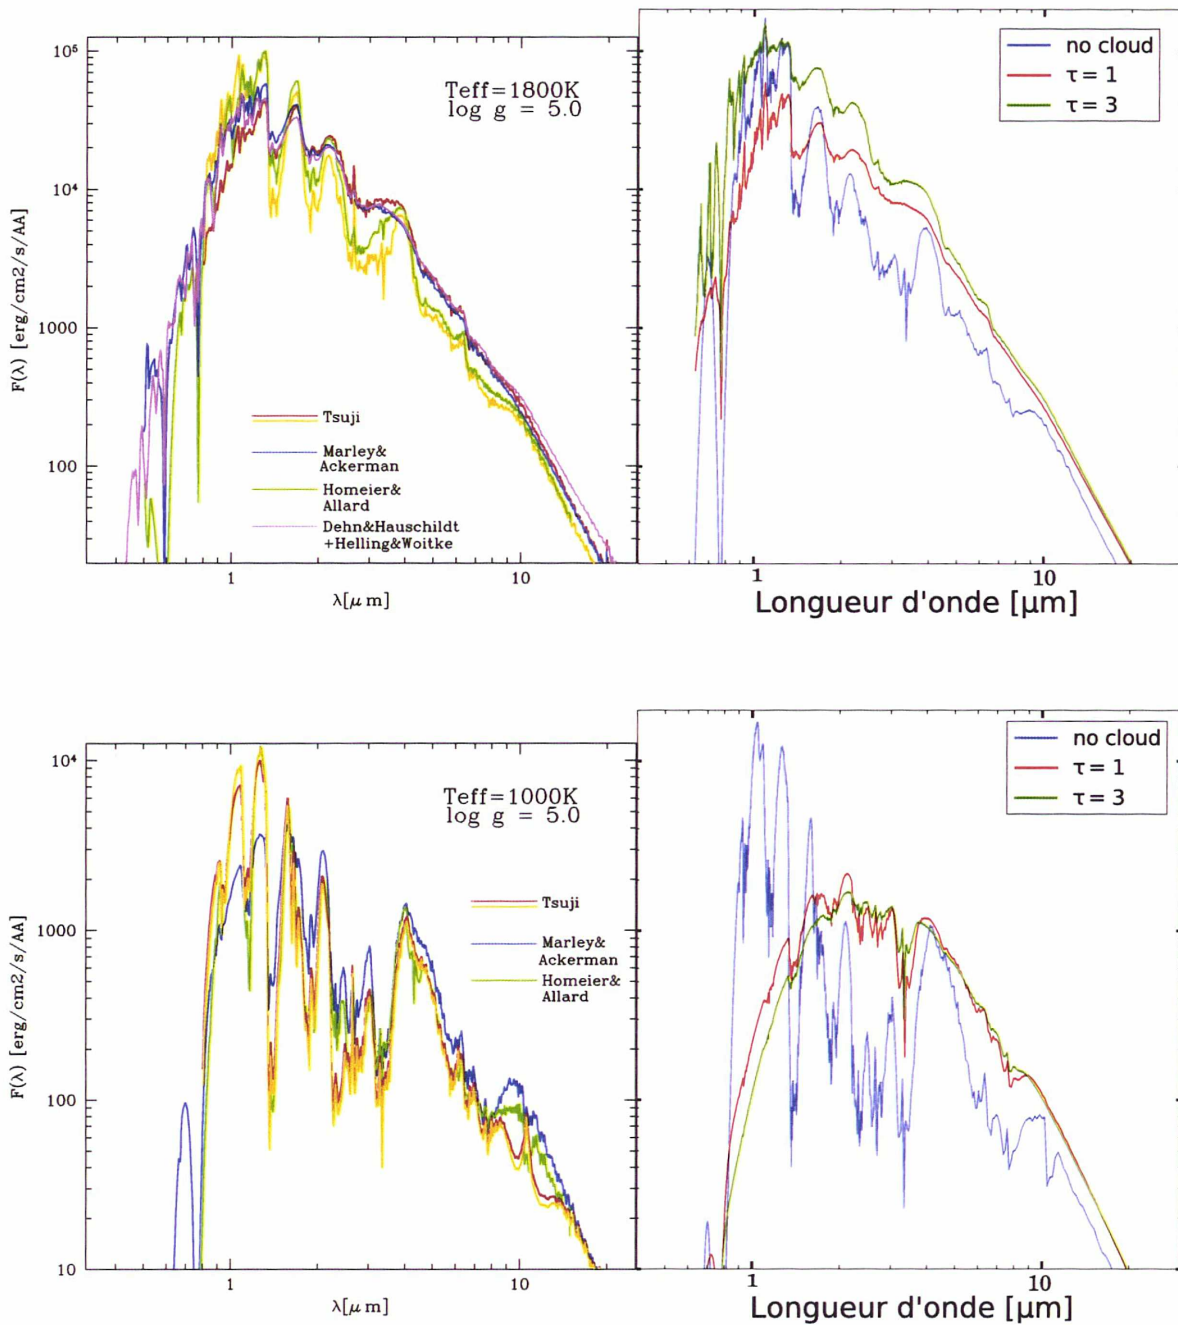 10⁵
10⁴
1000
100
F(λ) [erg/cm2/s/AA]
Teff=1800K
log g = 5.0
Tsuji
Marley&
Ackerman
Homeier&
Allard
Dehn&Hauschildt
+Helling&Woitke
1
10
λ[μm]
no cloud
τ = 1
τ = 3
1
10
Longueur d'onde [μm]
10⁴
1000
100
10
F(λ) [erg/cm2/s/AA]
Teff=1000K
log g = 5.0
Tsuji
Marley&
Ackerman
Homeier&
Allard
1
10
λ[μm]
no cloud
τ = 1
τ = 3
1
10
Longueur d'onde [μm]